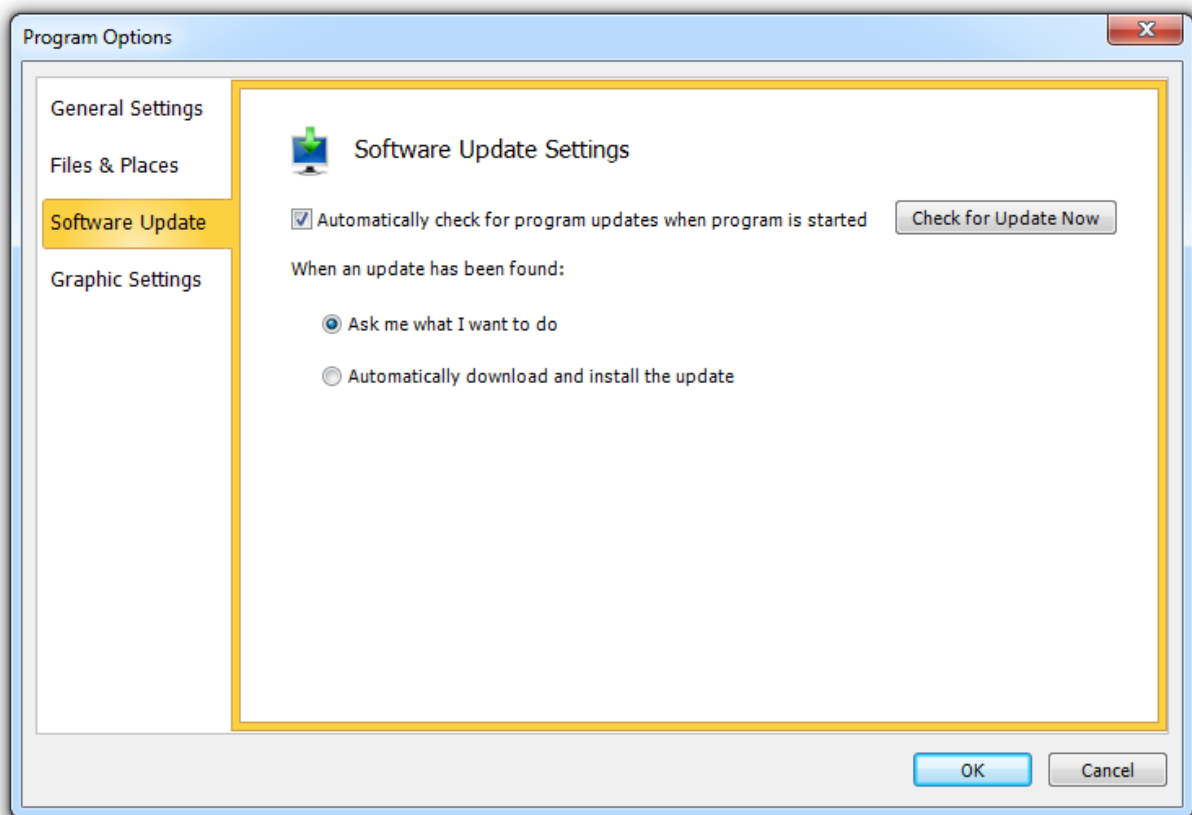 Program Options
X
General Settings
Files & Places
Software Update
Graphic Settings
Software Update Settings
Automatically check for program updates when program is started
Check for Update Now
When an update has been found:
Ask me what I want to do
Automatically download and install the update
OK
Cancel